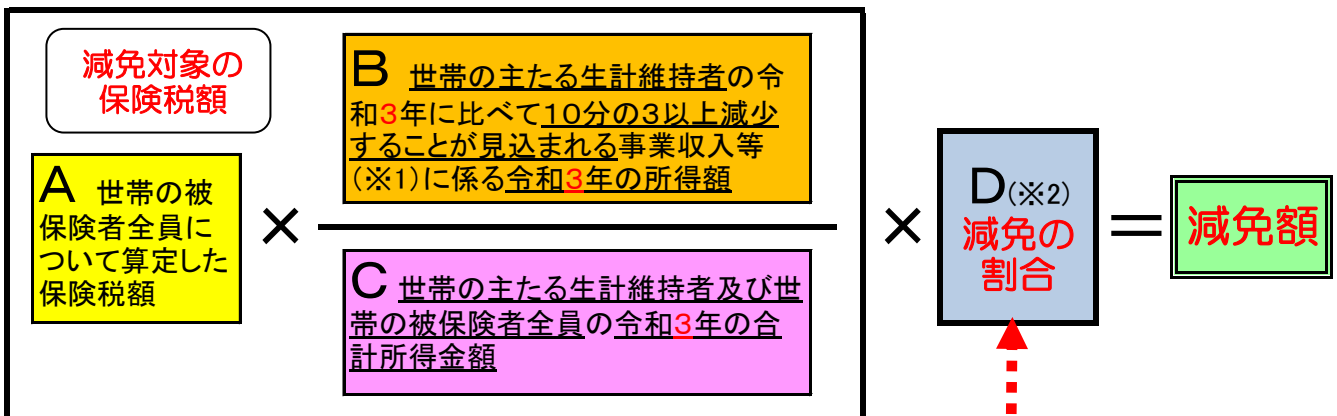 減免対象の
保険税額
A 世帯の被
保険者全員に
ついて算定した
保険税額
×
B 世帯の主たる生計維持者の令
和3年に比べて10分の3以上減少
することが見込まれる事業収入等
(※1)に係る令和3年の所得額
C 世帯の主たる生計維持者及び世
帯の被保険者全員の令和3年の合
計所得金額
×
D(※2)
減免の
割合
=
減免額